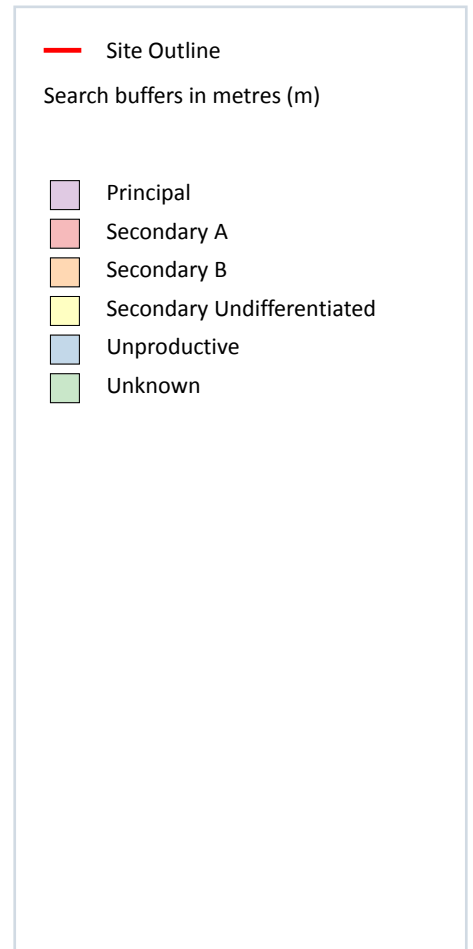 Site Outline
Search buffers in metres (m)
Principal
Secondary A
Secondary B
Secondary Undifferentiated
Unproductive
Unknown